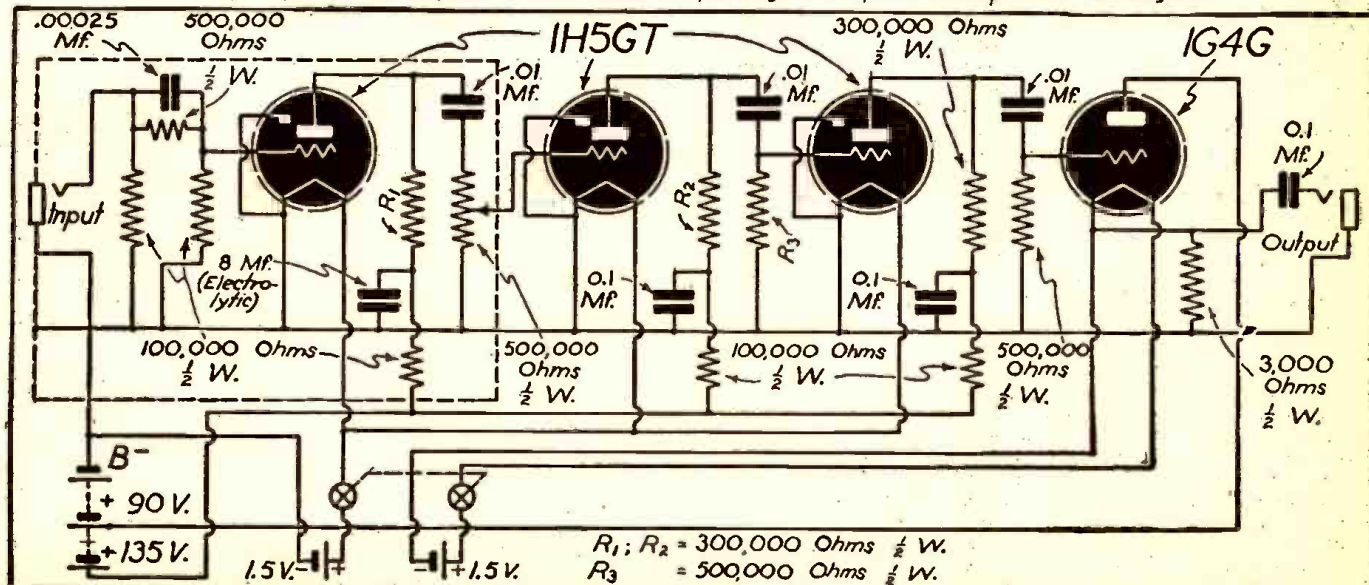 .00025
Mf.
500,000
Ohms
½ W.
1H5GT
300,000 Ohms
½ W.
1G4G
.01
Mf.
.01
Mf.
.01
Mf.
0.1
Mf.
Input
R₁
R₂
R₃
Output
8 Mf.
(Electro-
lytic)
0.1
Mf.
0.1
Mf.
100,000 Ohms
½ W.
500,000
Ohms
½ W.
100,000 Ohms
½ W.
500,000
Ohms
½ W.
3,000
Ohms
½ W.
B-
+ 90 V.
+ 135 V.
1.5V. - +
- + 1.5V.
R₁; R₂ = 300,000 Ohms ½ W.
R₃ = 500,000 Ohms ½ W.